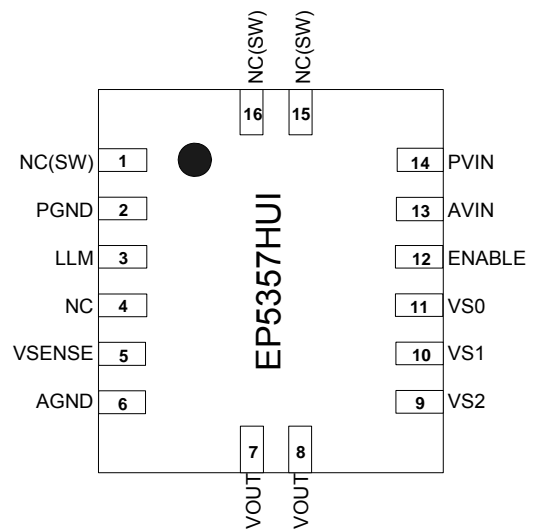 NC(SW)
NC(SW)
16
15
NC(SW) 1
14 PVIN
PGND 2
13 AVIN
LLM 3
12 ENABLE
NC 4
11 VS0
VSENSE 5
10 VS1
AGND 6
9 VS2
EP5357HUI
7
8
VOUT
VOUT